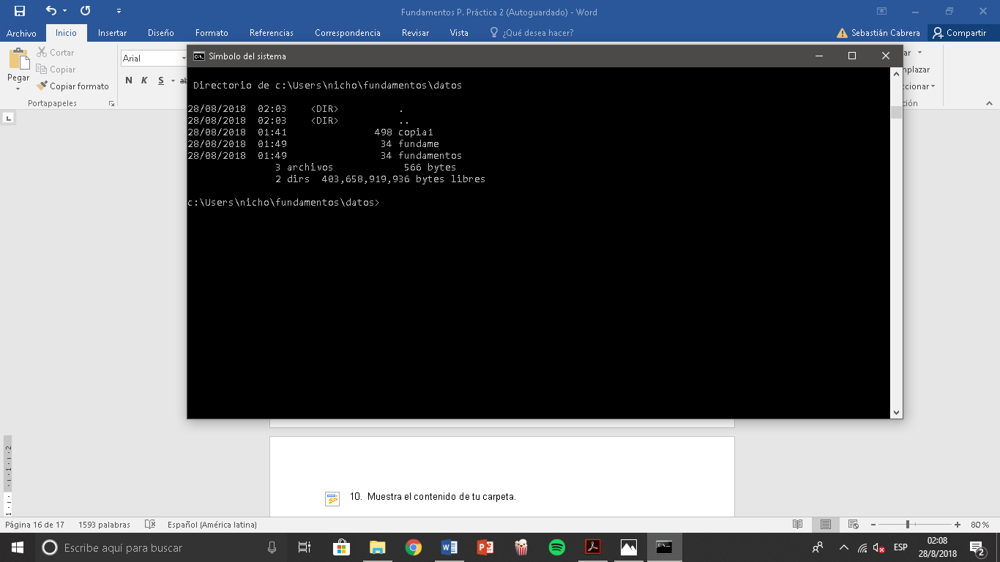 Fundamentos P. Práctica 2 (Autoguardado) - Word
Archivo Inicio Insertar Diseño Formato Referencias Correspondencia Revisar Vista ¿Qué desea hacer? Sebastián Cabrera Compartir
Pegar
Cortar
Copiar
Copiar formato
Portapapeles
Arial
N K S ab
ar
nplazar
ccionar
ción
Símbolo del sistema
Directorio de c:\Users\nicho\fundamentos\datos
28/08/2018 02:03 <DIR> .
28/08/2018 02:03 <DIR> ..
28/08/2018 01:41 498 copia1
28/08/2018 01:49 34 fundame
28/08/2018 01:49 34 fundamentos
3 archivos 566 bytes
2 dirs 403,658,919,936 bytes libres
c:\Users\nicho\fundamentos\datos>
10. Muestra el contenido de tu carpeta.
Página 16 de 17 1593 palabras Español (América latina) 80 %
Escribe aquí para buscar
ESP
02:08
28/8/2018
2